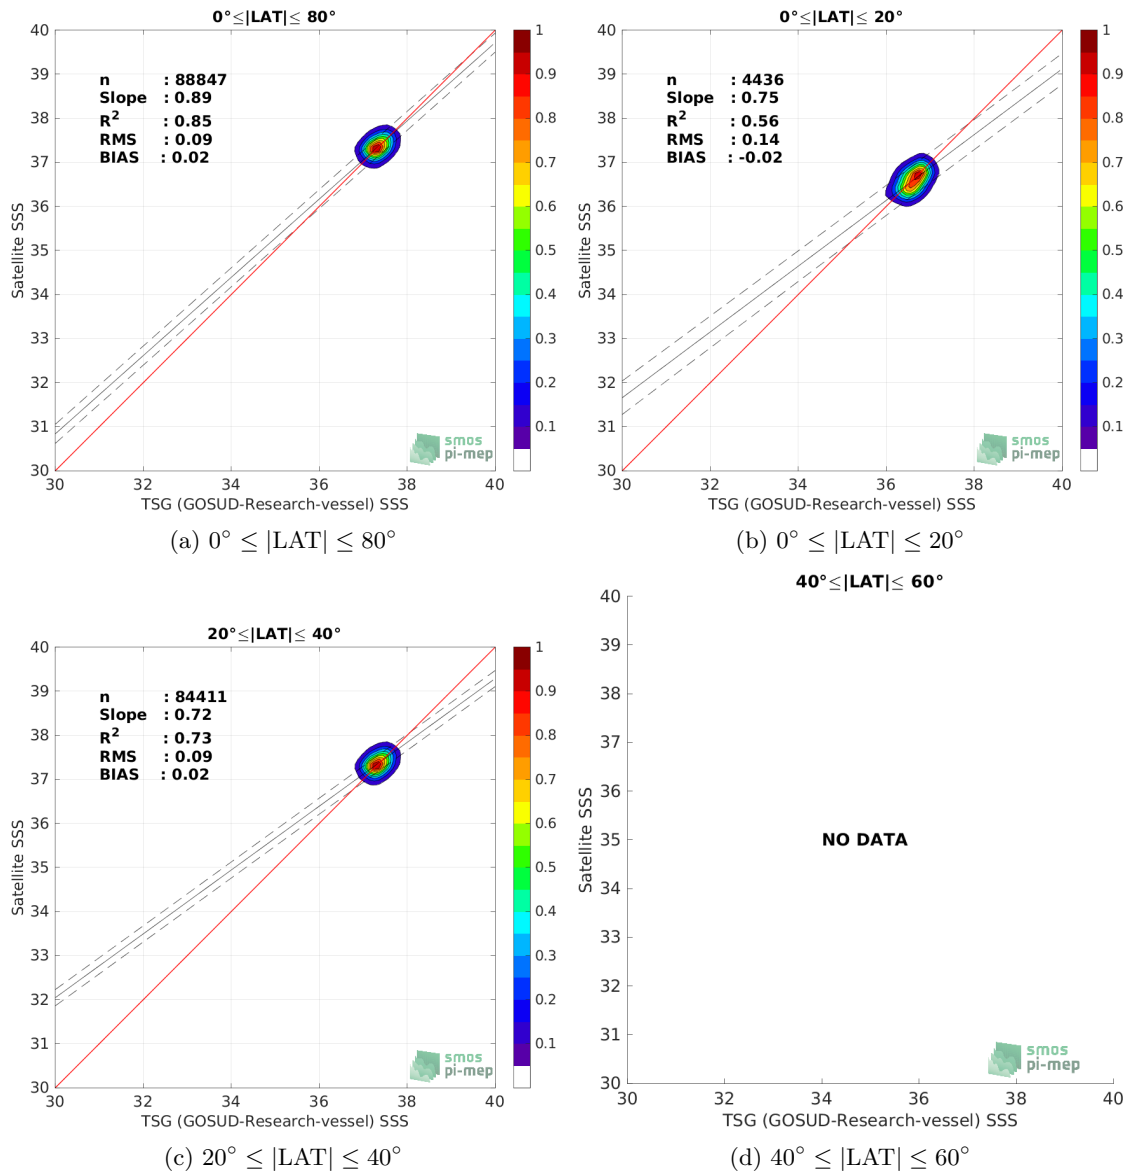 0°≤|LAT|≤ 80°
40
39
38
37
36
35
34
33
32
31
30
Satellite SSS
n : 88847
Slope : 0.89
R² : 0.85
RMS : 0.09
BIAS : 0.02
smos
pi-mep
30 32 34 36 38 40
TSG (GOSUD-Research-vessel) SSS
1
0.9
0.8
0.7
0.6
0.5
0.4
0.3
0.2
0.1
(a) 0° ≤ |LAT| ≤ 80°
0°≤|LAT|≤ 20°
40
39
38
37
36
35
34
33
32
31
30
Satellite SSS
n : 4436
Slope : 0.75
R² : 0.56
RMS : 0.14
BIAS : -0.02
smos
pi-mep
30 32 34 36 38 40
TSG (GOSUD-Research-vessel) SSS
1
0.9
0.8
0.7
0.6
0.5
0.4
0.3
0.2
0.1
(b) 0° ≤ |LAT| ≤ 20°
20°≤|LAT|≤ 40°
40
39
38
37
36
35
34
33
32
31
30
Satellite SSS
n : 84411
Slope : 0.72
R² : 0.73
RMS : 0.09
BIAS : 0.02
smos
pi-mep
30 32 34 36 38 40
TSG (GOSUD-Research-vessel) SSS
1
0.9
0.8
0.7
0.6
0.5
0.4
0.3
0.2
0.1
(c) 20° ≤ |LAT| ≤ 40°
40°≤|LAT|≤ 60°
40
39
38
37
36
35
34
33
32
31
30
Satellite SSS
NO DATA
smos
pi-mep
30 32 34 36 38 40
TSG (GOSUD-Research-vessel) SSS
(d) 40° ≤ |LAT| ≤ 60°